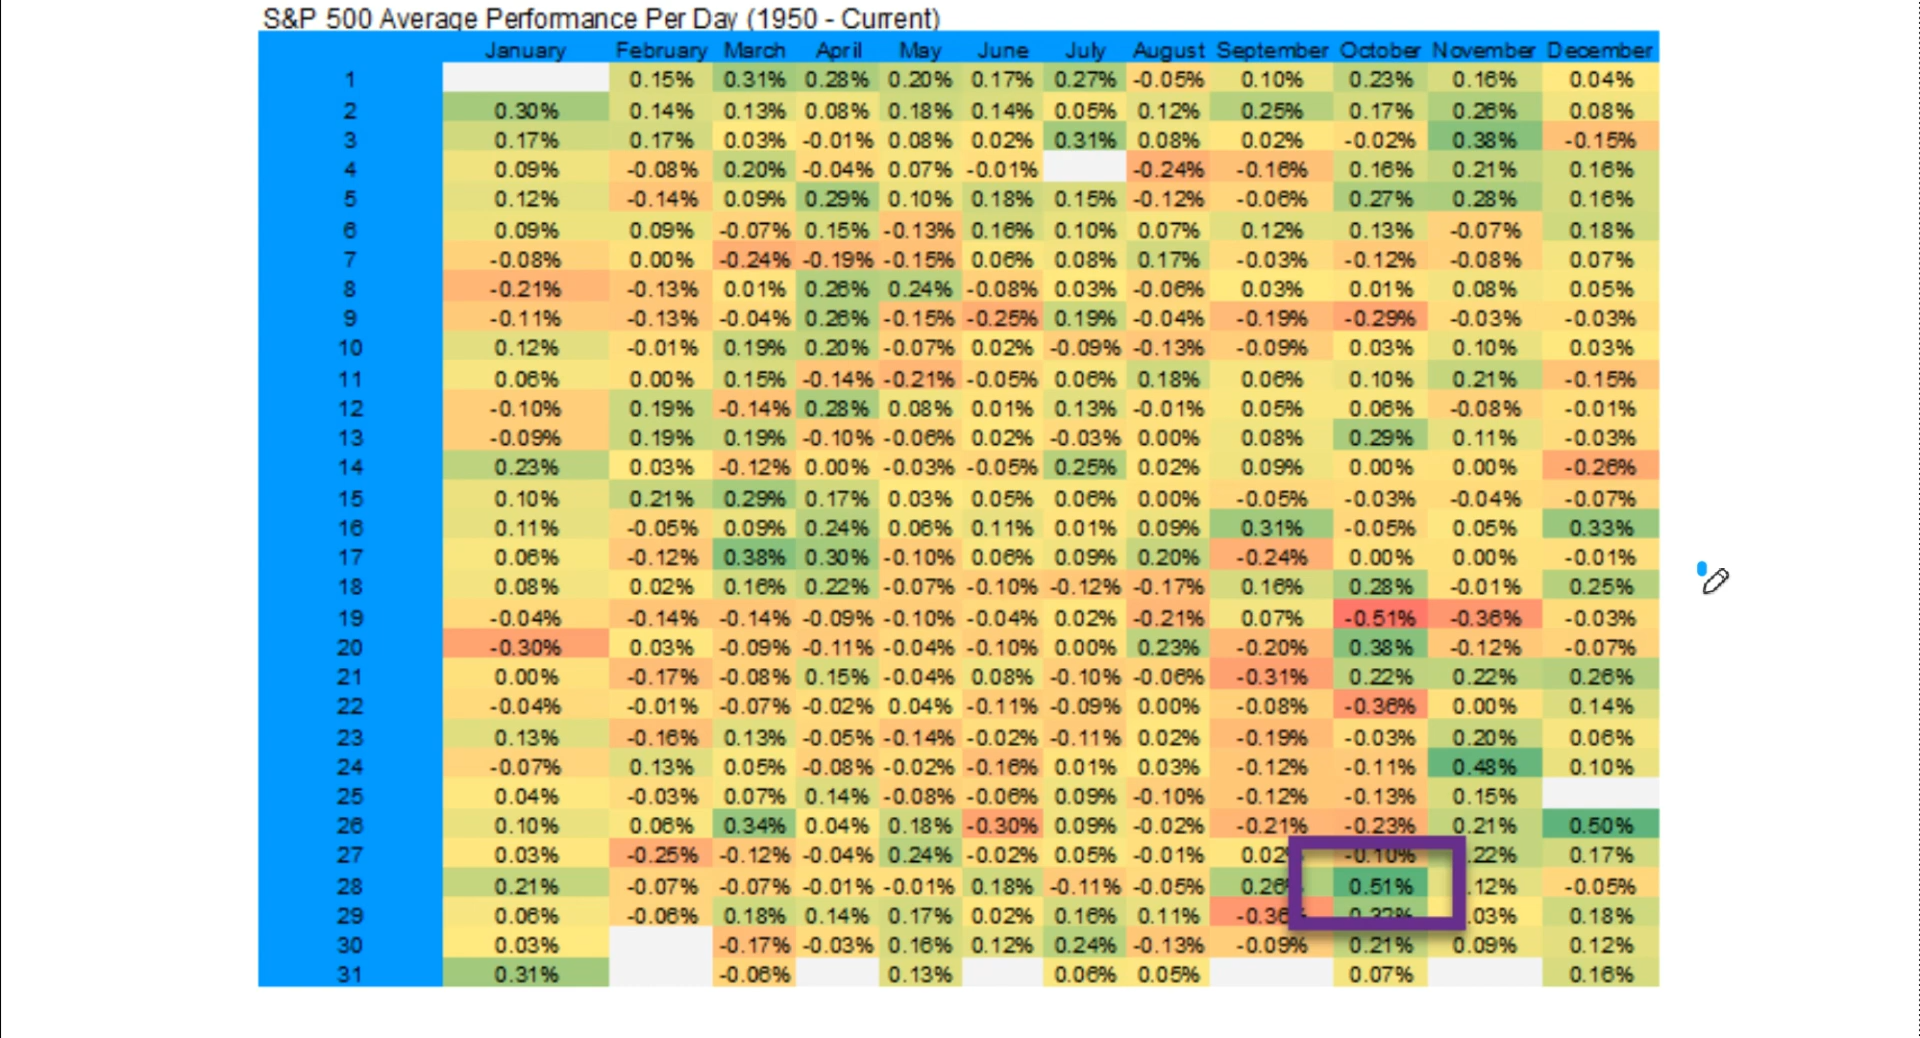 S&P 500 Average Performance Per Day (1950 - Current)
January February March April May June July August September October November December
1 0.15% 0.31% 0.28% 0.20% 0.17% 0.27% -0.05% 0.10% 0.23% 0.16% 0.04%
2 0.30% 0.14% 0.13% 0.08% 0.18% 0.14% 0.05% 0.12% 0.25% 0.17% 0.26% 0.08%
3 0.17% 0.17% 0.03% -0.01% 0.08% 0.02% 0.31% 0.08% 0.02% -0.02% 0.38% -0.15%
4 0.09% -0.08% 0.20% -0.04% 0.07% -0.01% -0.24% -0.16% 0.16% 0.21% 0.16%
5 0.12% -0.14% 0.09% 0.29% 0.10% 0.18% 0.15% -0.12% -0.06% 0.27% 0.28% 0.16%
6 0.09% 0.09% -0.07% 0.15% -0.13% 0.16% 0.10% 0.07% 0.12% 0.13% -0.07% 0.18%
7 -0.08% 0.00% -0.24% -0.19% -0.15% 0.06% 0.08% 0.17% -0.03% -0.12% -0.08% 0.07%
8 -0.21% -0.13% 0.01% 0.26% 0.24% -0.08% 0.03% -0.06% 0.03% 0.01% 0.08% 0.05%
9 -0.11% -0.13% -0.04% 0.26% -0.15% -0.25% 0.19% -0.04% -0.19% -0.29% -0.03% -0.03%
10 0.12% -0.01% 0.19% 0.20% -0.07% 0.02% -0.09% -0.13% -0.09% 0.03% 0.10% 0.03%
11 0.06% 0.00% 0.15% -0.14% -0.21% -0.05% 0.06% 0.18% 0.06% 0.10% 0.21% -0.15%
12 -0.10% 0.19% -0.14% 0.28% 0.08% 0.01% 0.13% -0.01% 0.05% 0.06% -0.08% -0.01%
13 -0.09% 0.19% 0.19% -0.10% -0.06% 0.02% -0.03% 0.00% 0.08% 0.29% 0.11% -0.03%
14 0.23% 0.03% -0.12% 0.00% -0.03% -0.05% 0.25% 0.02% 0.09% 0.00% 0.00% -0.26%
15 0.10% 0.21% 0.29% 0.17% 0.03% 0.05% 0.06% 0.00% -0.05% -0.03% -0.04% -0.07%
16 0.11% -0.05% 0.09% 0.24% 0.06% 0.11% 0.01% 0.09% 0.31% -0.05% 0.05% 0.33%
17 0.06% -0.12% 0.38% 0.30% -0.10% 0.06% 0.09% 0.20% -0.24% 0.00% 0.00% -0.01%
18 0.08% 0.02% 0.16% 0.22% -0.07% -0.10% -0.12% -0.17% 0.16% 0.28% -0.01% 0.25%
19 -0.04% -0.14% -0.14% -0.09% -0.10% -0.04% 0.02% -0.21% 0.07% -0.51% -0.36% -0.03%
20 -0.30% 0.03% -0.09% -0.11% -0.04% -0.10% 0.00% 0.23% -0.20% 0.38% -0.12% -0.07%
21 0.00% -0.17% -0.08% 0.15% -0.04% 0.08% -0.10% -0.06% -0.31% 0.22% 0.22% 0.26%
22 -0.04% -0.01% -0.07% -0.02% 0.04% -0.11% -0.09% 0.00% -0.08% -0.36% 0.00% 0.14%
23 0.13% -0.16% 0.13% -0.05% -0.14% -0.02% -0.11% 0.02% -0.19% -0.03% 0.20% 0.06%
24 -0.07% 0.13% 0.05% -0.08% -0.02% -0.16% 0.01% 0.03% -0.12% -0.11% 0.48% 0.10%
25 0.04% -0.03% 0.07% 0.14% -0.08% -0.06% 0.09% -0.10% -0.12% -0.13% 0.15%
26 0.10% 0.06% 0.34% 0.04% 0.18% -0.30% 0.09% -0.02% -0.21% -0.23% 0.21% 0.50%
27 0.03% -0.25% -0.12% -0.04% 0.24% -0.02% 0.05% -0.01% 0.02 -0.10% .22% 0.17%
28 0.21% -0.07% -0.07% -0.01% -0.01% 0.18% -0.11% -0.05% 0.26 0.51% .12% -0.05%
29 0.06% -0.06% 0.18% 0.14% 0.17% 0.02% 0.16% 0.11% .03% 0.18%
30 0.03% -0.17% -0.03% 0.16% 0.12% 0.24% -0.13% -0.09% 0.21% 0.09% 0.12%
31 0.31% -0.06% 0.13% 0.06% 0.05% 0.07% 0.16%